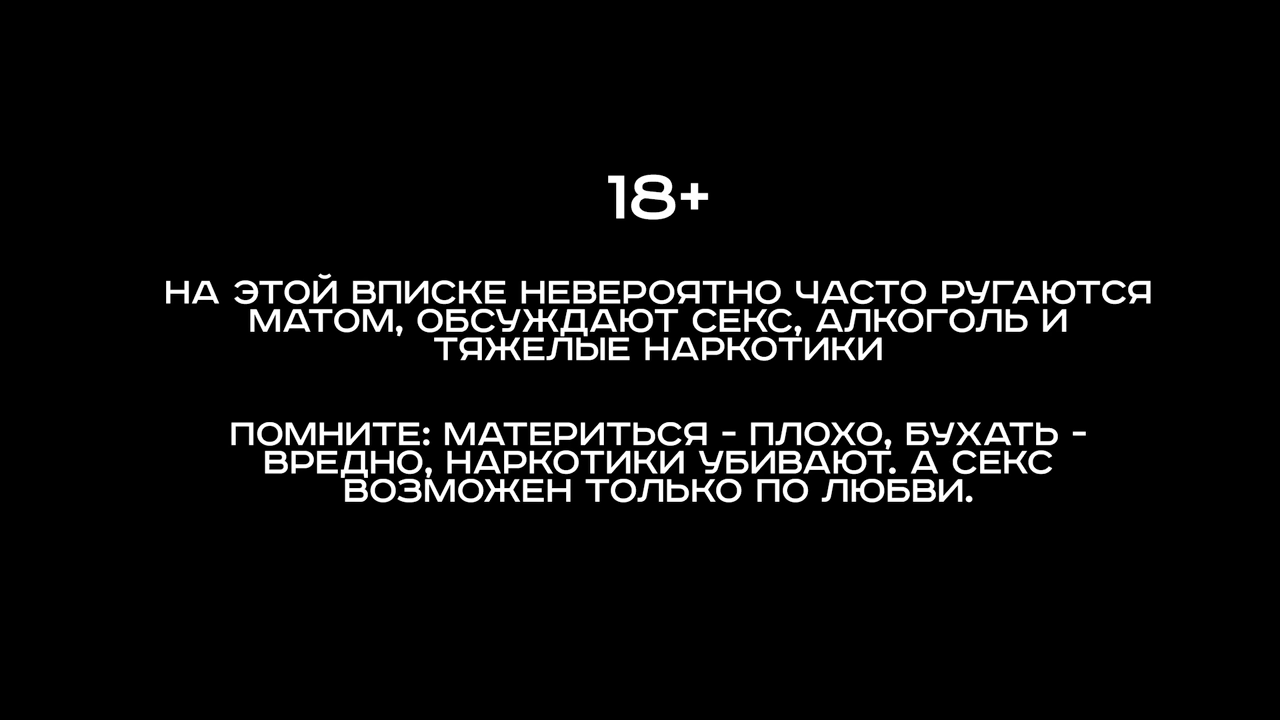 18+
НА ЭТОЙ ВПИСКЕ НЕВЕРОЯТНО ЧАСТО РУГАЮТСЯ
МАТОМ, ОБСУЖДАЮТ СЕКС, АЛКОГОЛЬ И
ТЯЖЕЛЫЕ НАРКОТИКИ
ПОМНИТЕ: МАТЕРИТЬСЯ - ПЛОХО, БУХАТЬ -
ВРЕДНО, НАРКОТИКИ УБИВАЮТ. А СЕКС
ВОЗМОЖЕН ТОЛЬКО ПО ЛЮБВИ.